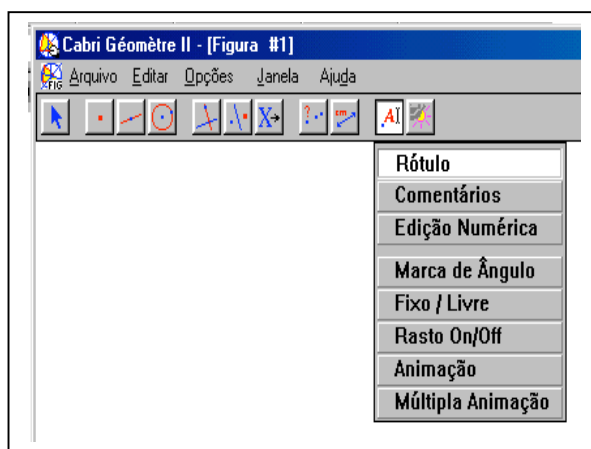 Cabri Géomètre II - [Figura #1]
Arquivo Editar Opções Janela Ajuda
Rótulo
Comentários
Edição Numérica
Marca de Ângulo
Fixo / Livre
Rasto On/Off
Animação
Múltipla Animação